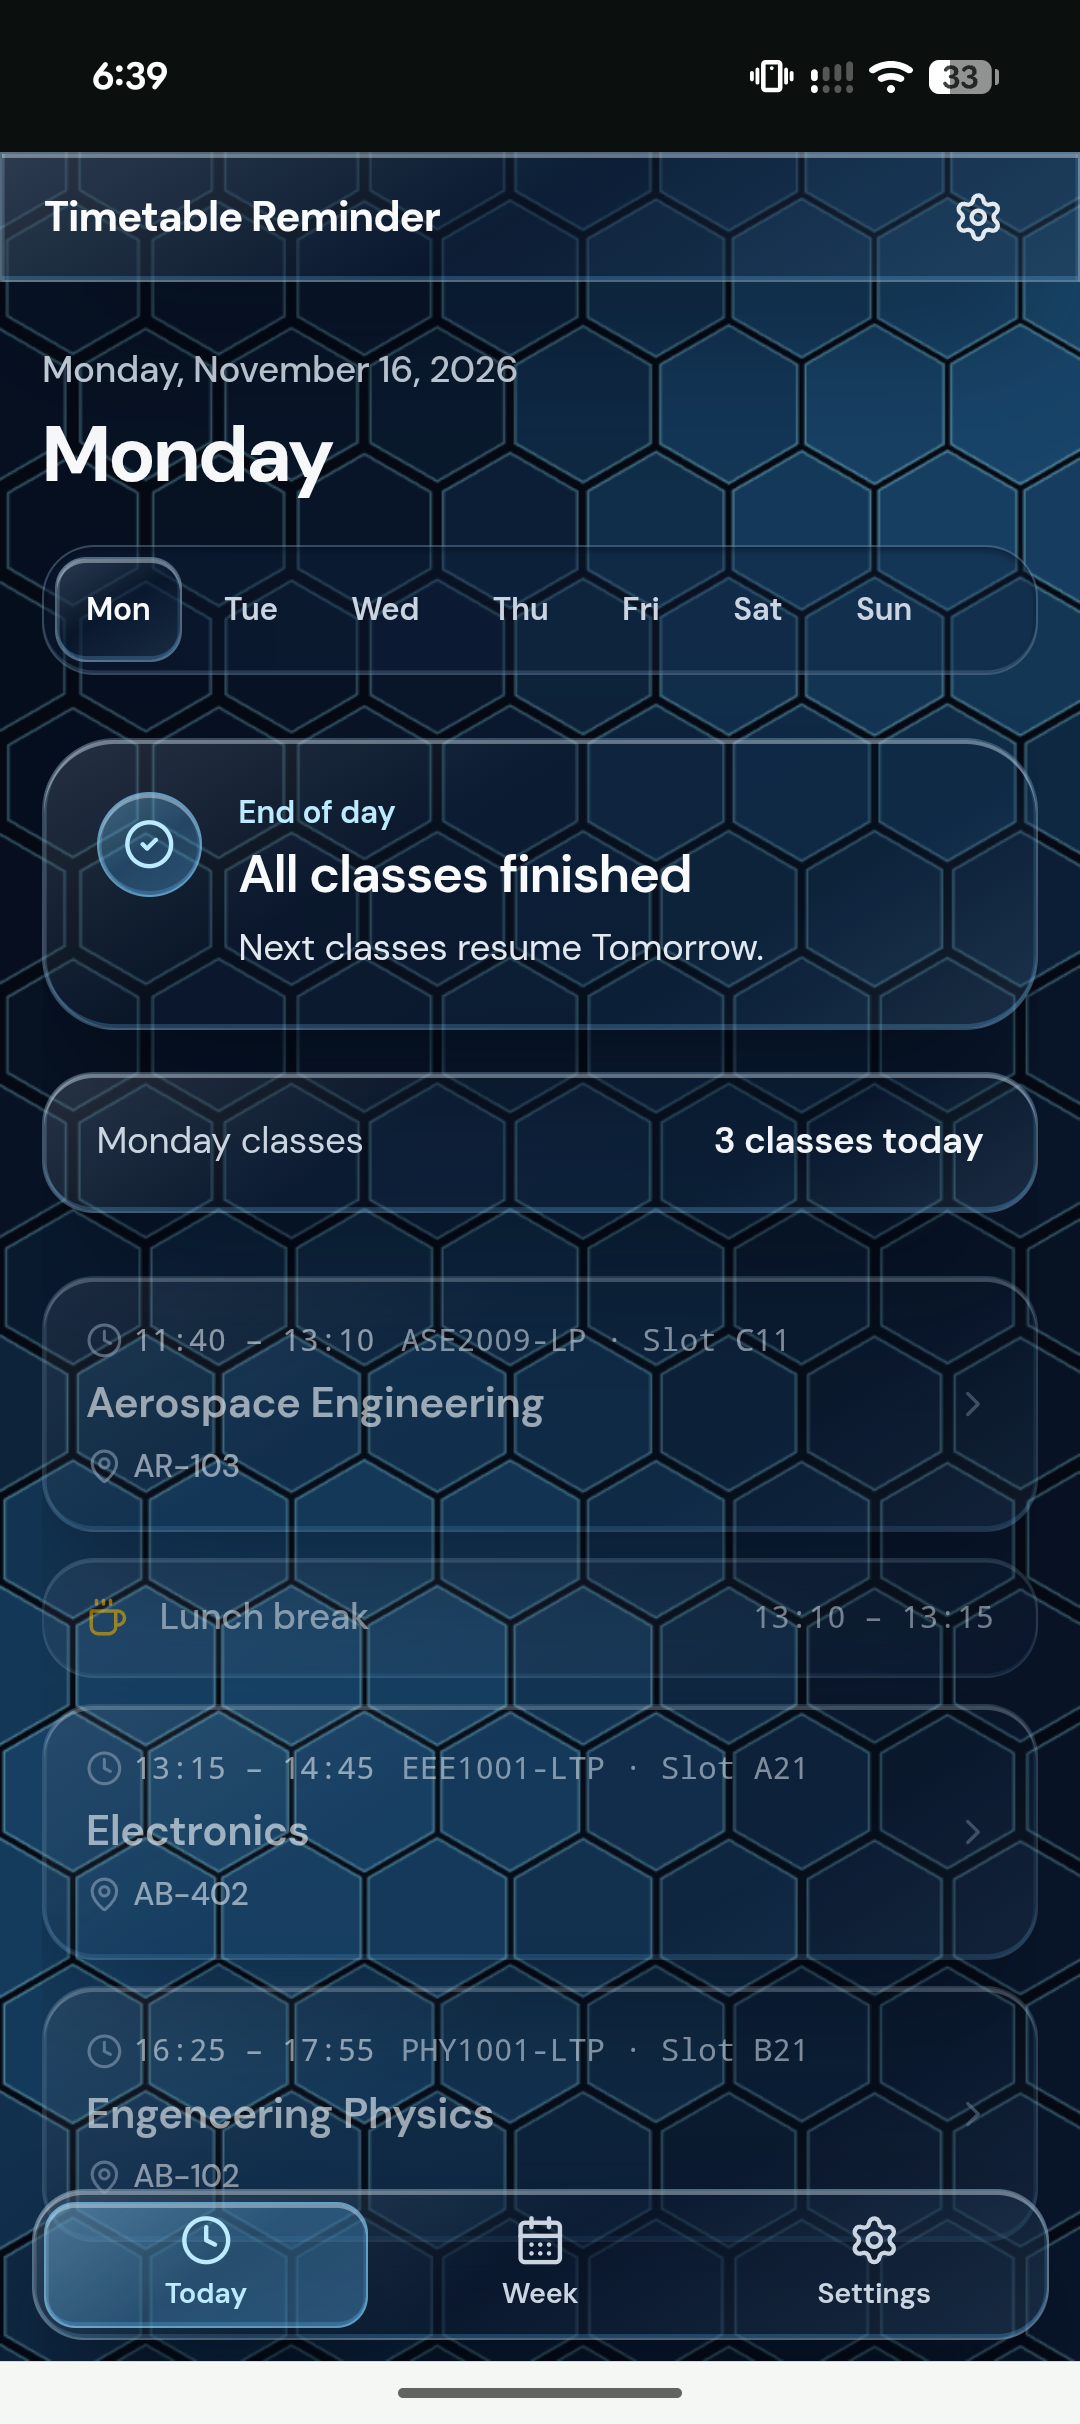 6:39
33
Timetable Reminder
Monday, November 16, 2026
Monday
Mon Tue Wed Thu Fri Sat Sun
End of day
All classes finished
Next classes resume Tomorrow.
Monday classes 3 classes today
11:40 – 13:10 ASE2009-LP · Slot C11
Aerospace Engineering
AR-103
Lunch break 13:10 – 13:15
13:15 – 14:45 EEE1001-LTP · Slot A21
Electronics
AB-402
16:25 – 17:55 PHY1001-LTP · Slot B21
Engeneering Physics
AB-102
Today Week Settings